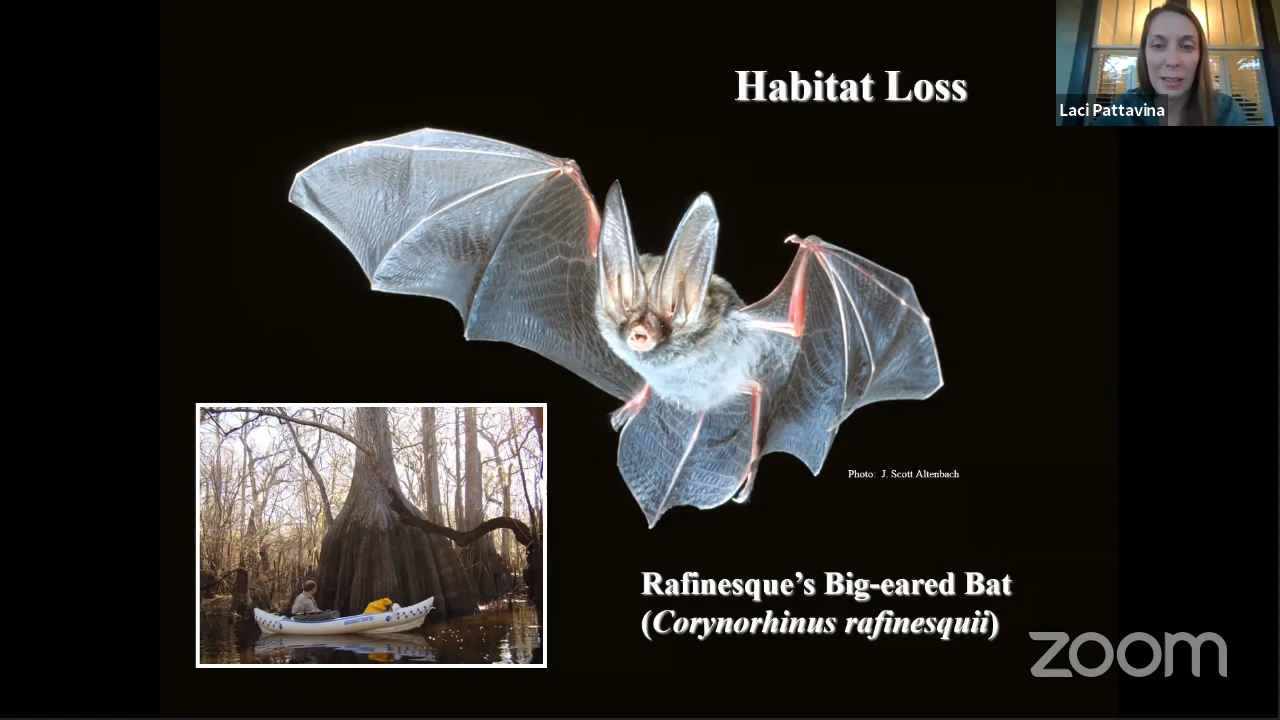 Habitat Loss
Laci Pattavina
Photo: J. Scott Altenbach
Rafinesque's Big-eared Bat
(Corynorhinus rafinesquii)
zoom